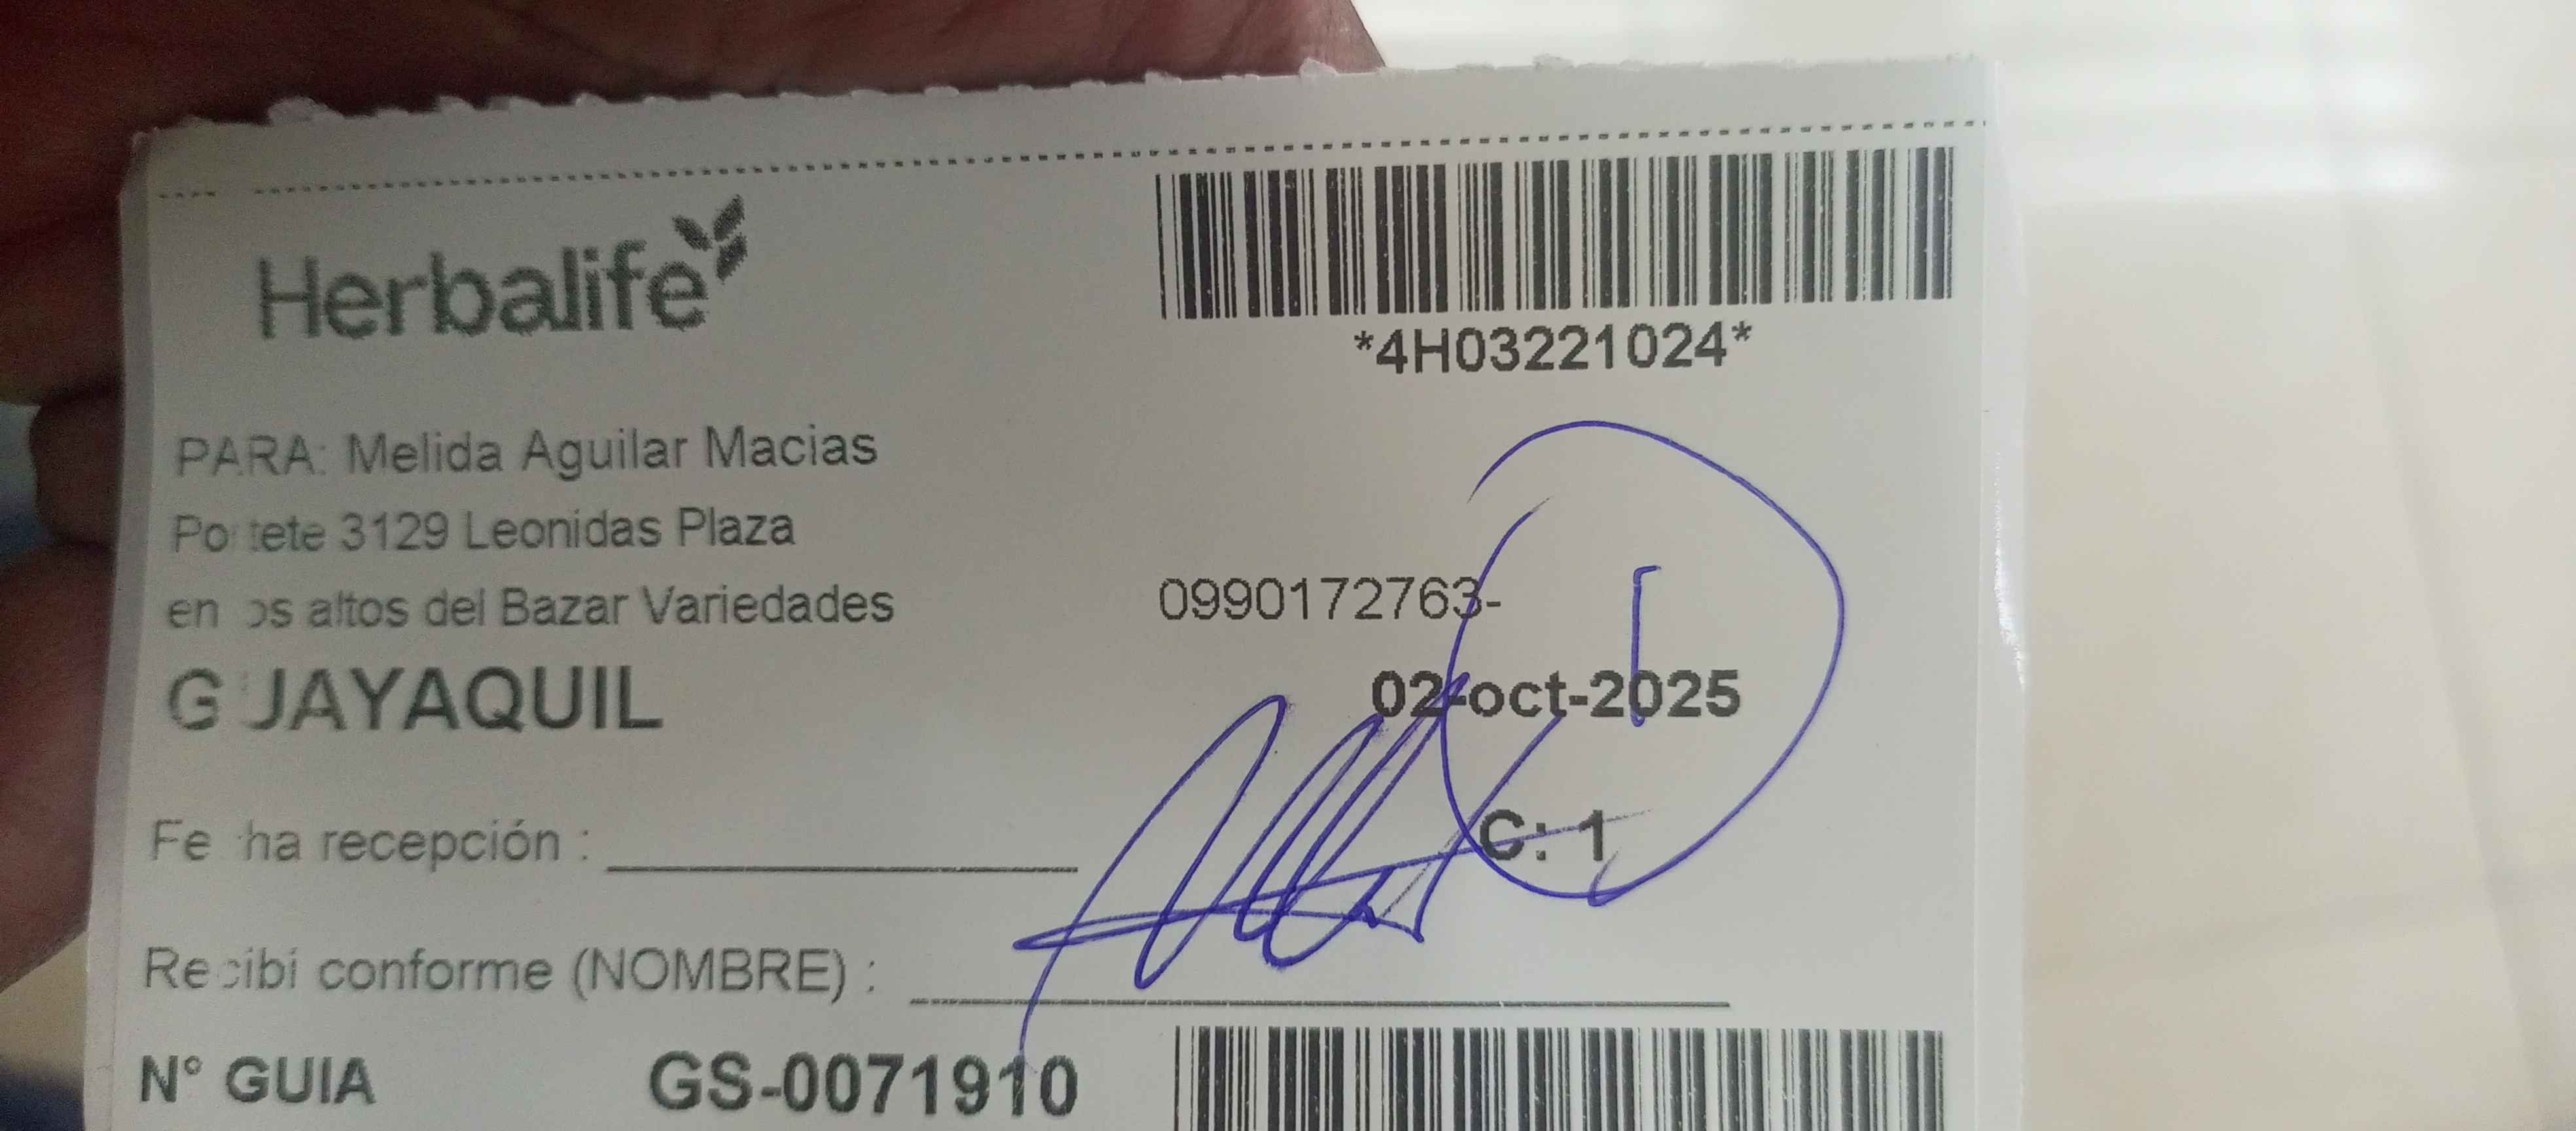 Herbalife
*4H03221024*
PARA: Melida Aguilar Macias
Portete 3129 Leonidas Plaza
en los altos del Bazar Variedades
0990172763-
GUAYAQUIL
02-oct-2025
C: 1
Fecha recepción :
Recibi conforme (NOMBRE) :
N° GUIA GS-0071910